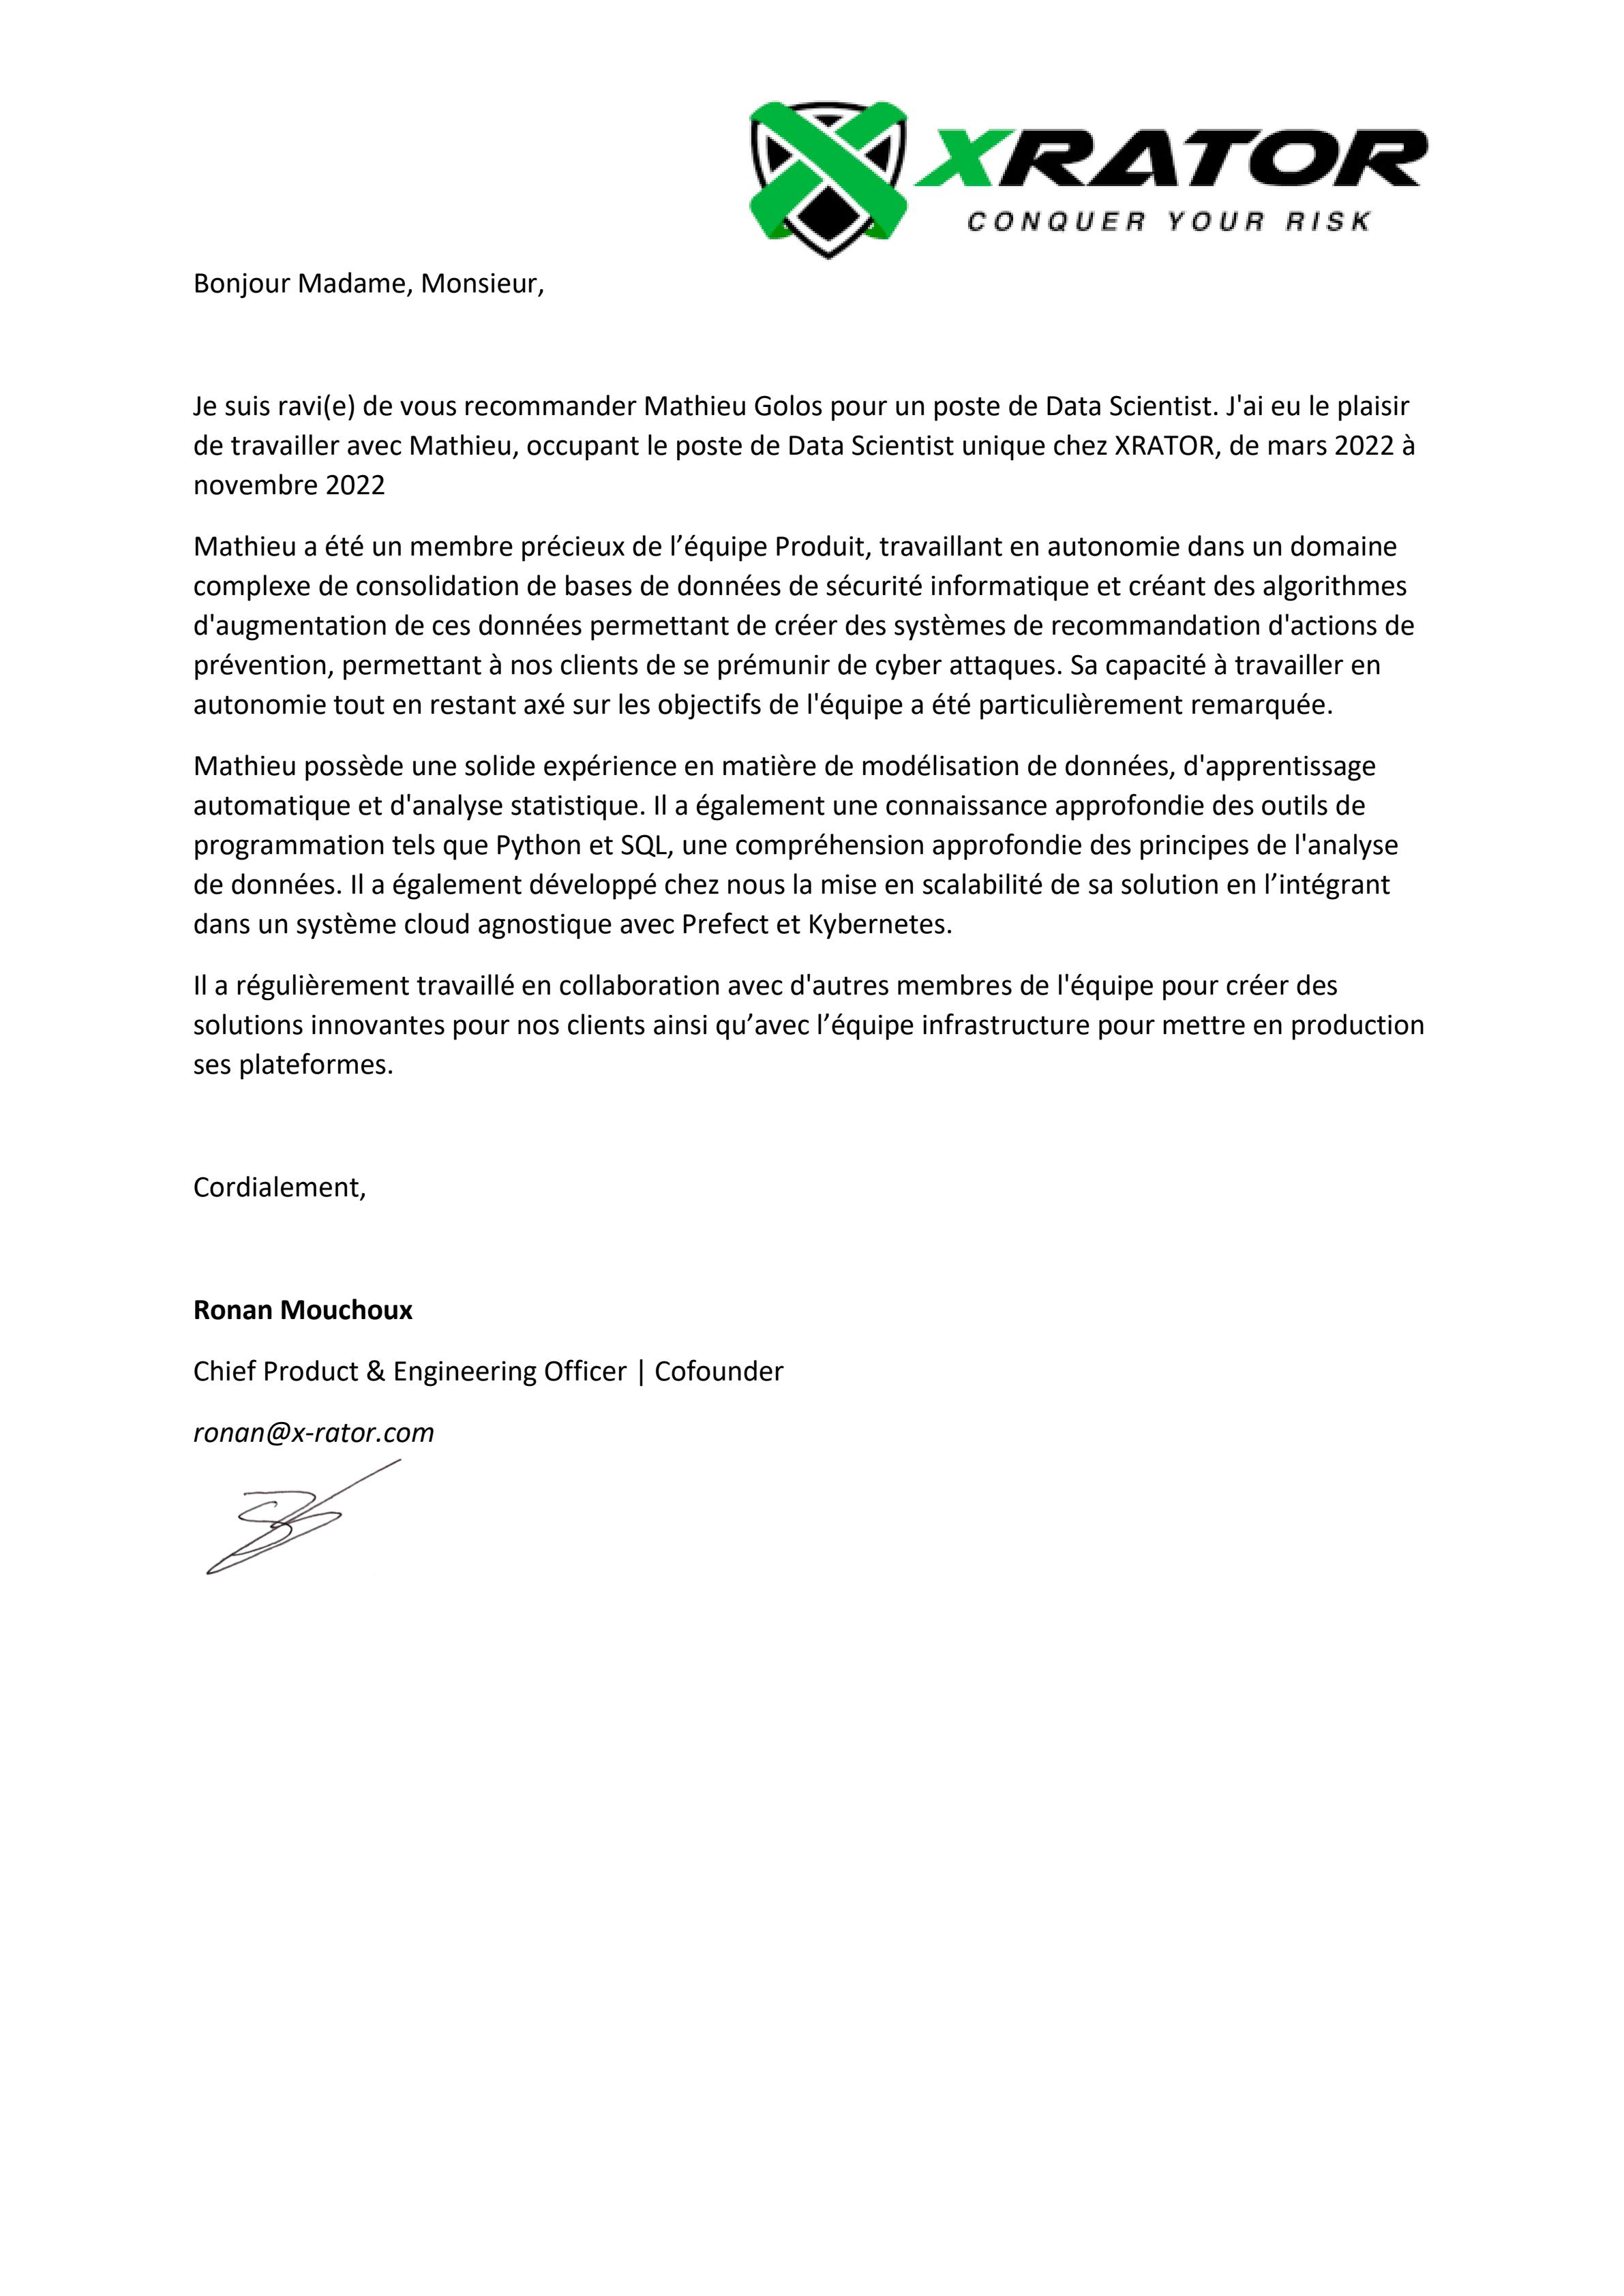 XRATOR
CONQUER YOUR RISK
Bonjour Madame, Monsieur,
Je suis ravi(e) de vous recommander Mathieu Golos pour un poste de Data Scientist. J'ai eu le plaisir
de travailler avec Mathieu, occupant le poste de Data Scientist unique chez XRATOR, de mars 2022 à
novembre 2022
Mathieu a été un membre précieux de l’équipe Produit, travaillant en autonomie dans un domaine
complexe de consolidation de bases de données de sécurité informatique et créant des algorithmes
d'augmentation de ces données permettant de créer des systèmes de recommandation d'actions de
prévention, permettant à nos clients de se prémunir de cyber attaques. Sa capacité à travailler en
autonomie tout en restant axé sur les objectifs de l'équipe a été particulièrement remarquée.
Mathieu possède une solide expérience en matière de modélisation de données, d'apprentissage
automatique et d'analyse statistique. Il a également une connaissance approfondie des outils de
programmation tels que Python et SQL, une compréhension approfondie des principes de l'analyse
de données. Il a également développé chez nous la mise en scalabilité de sa solution en l’intégrant
dans un système cloud agnostique avec Prefect et Kybernetes.
Il a régulièrement travaillé en collaboration avec d'autres membres de l'équipe pour créer des
solutions innovantes pour nos clients ainsi qu’avec l’équipe infrastructure pour mettre en production
ses plateformes.
Cordialement,
Ronan Mouchoux
Chief Product & Engineering Officer | Cofounder
ronan@x-rator.com